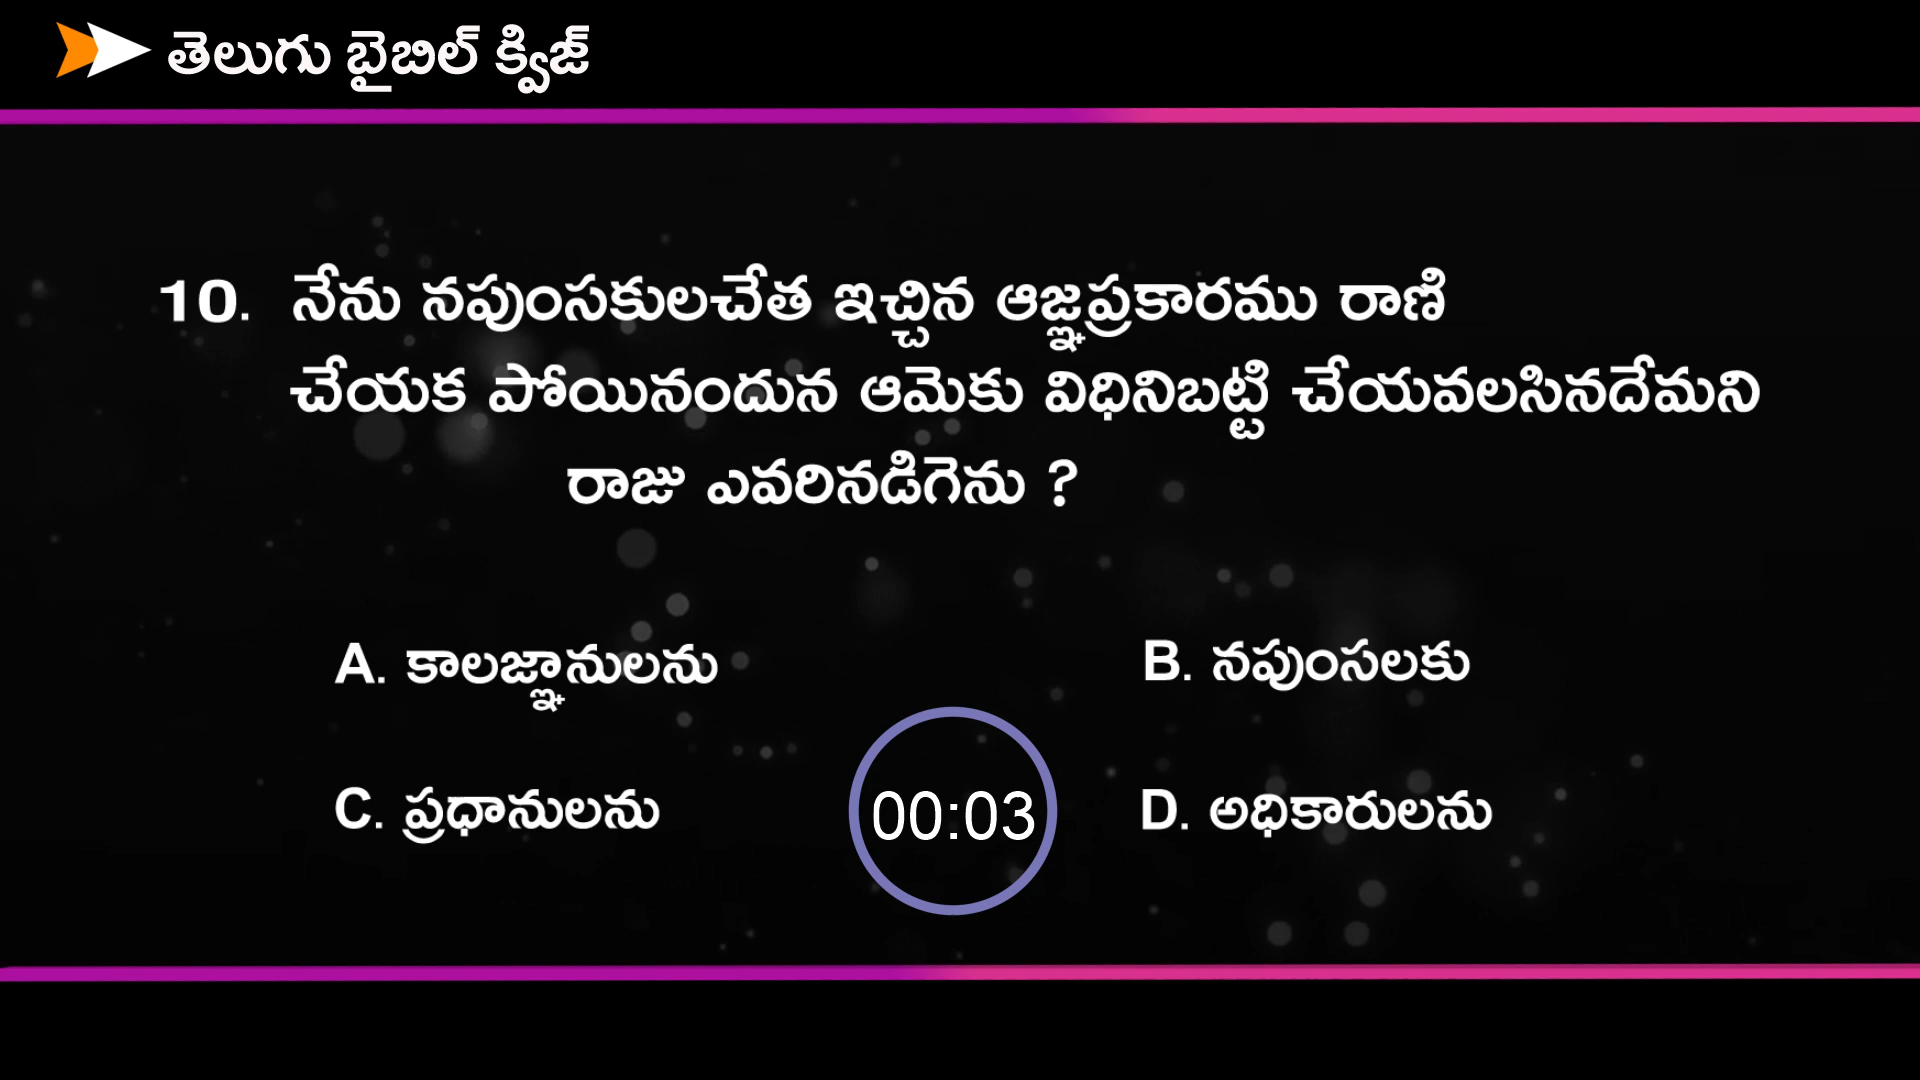 తెలుగు బైబిల్ క్విజ్
10. నేను నపుంసకులచేత ఇచ్చిన ఆజ్ఞప్రకారము రాణి
చేయక పోయినందున ఆమెకు విధినిబట్టి చేయవలసినదేమని
రాజు ఎవరినడిగెను ?
A. కాలజ్ఞానులను
B. నపుంసలకు
C. ప్రధానులను
00:03
D. అధికారులను